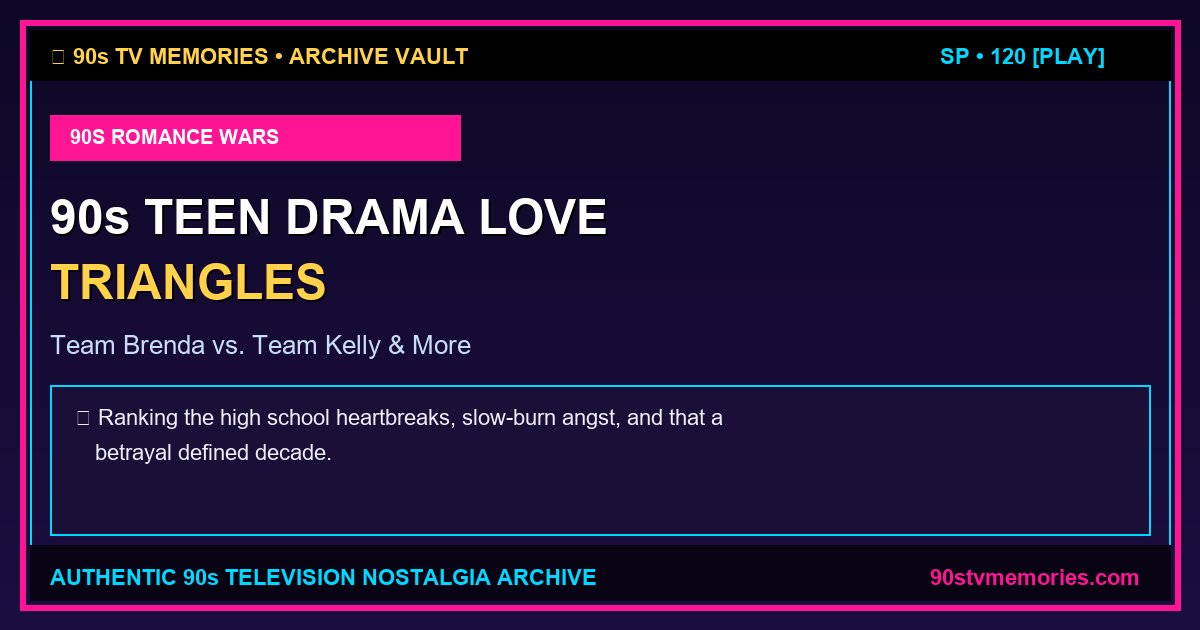 90s TV MEMORIES • ARCHIVE VAULT
SP • 120 [PLAY]
90S ROMANCE WARS
90s TEEN DRAMA LOVE
TRIANGLES
Team Brenda vs. Team Kelly & More
Ranking the high school heartbreaks, slow-burn angst, and that a
betrayal defined decade.
AUTHENTIC 90s TELEVISION NOSTALGIA ARCHIVE
90stvmemories.com